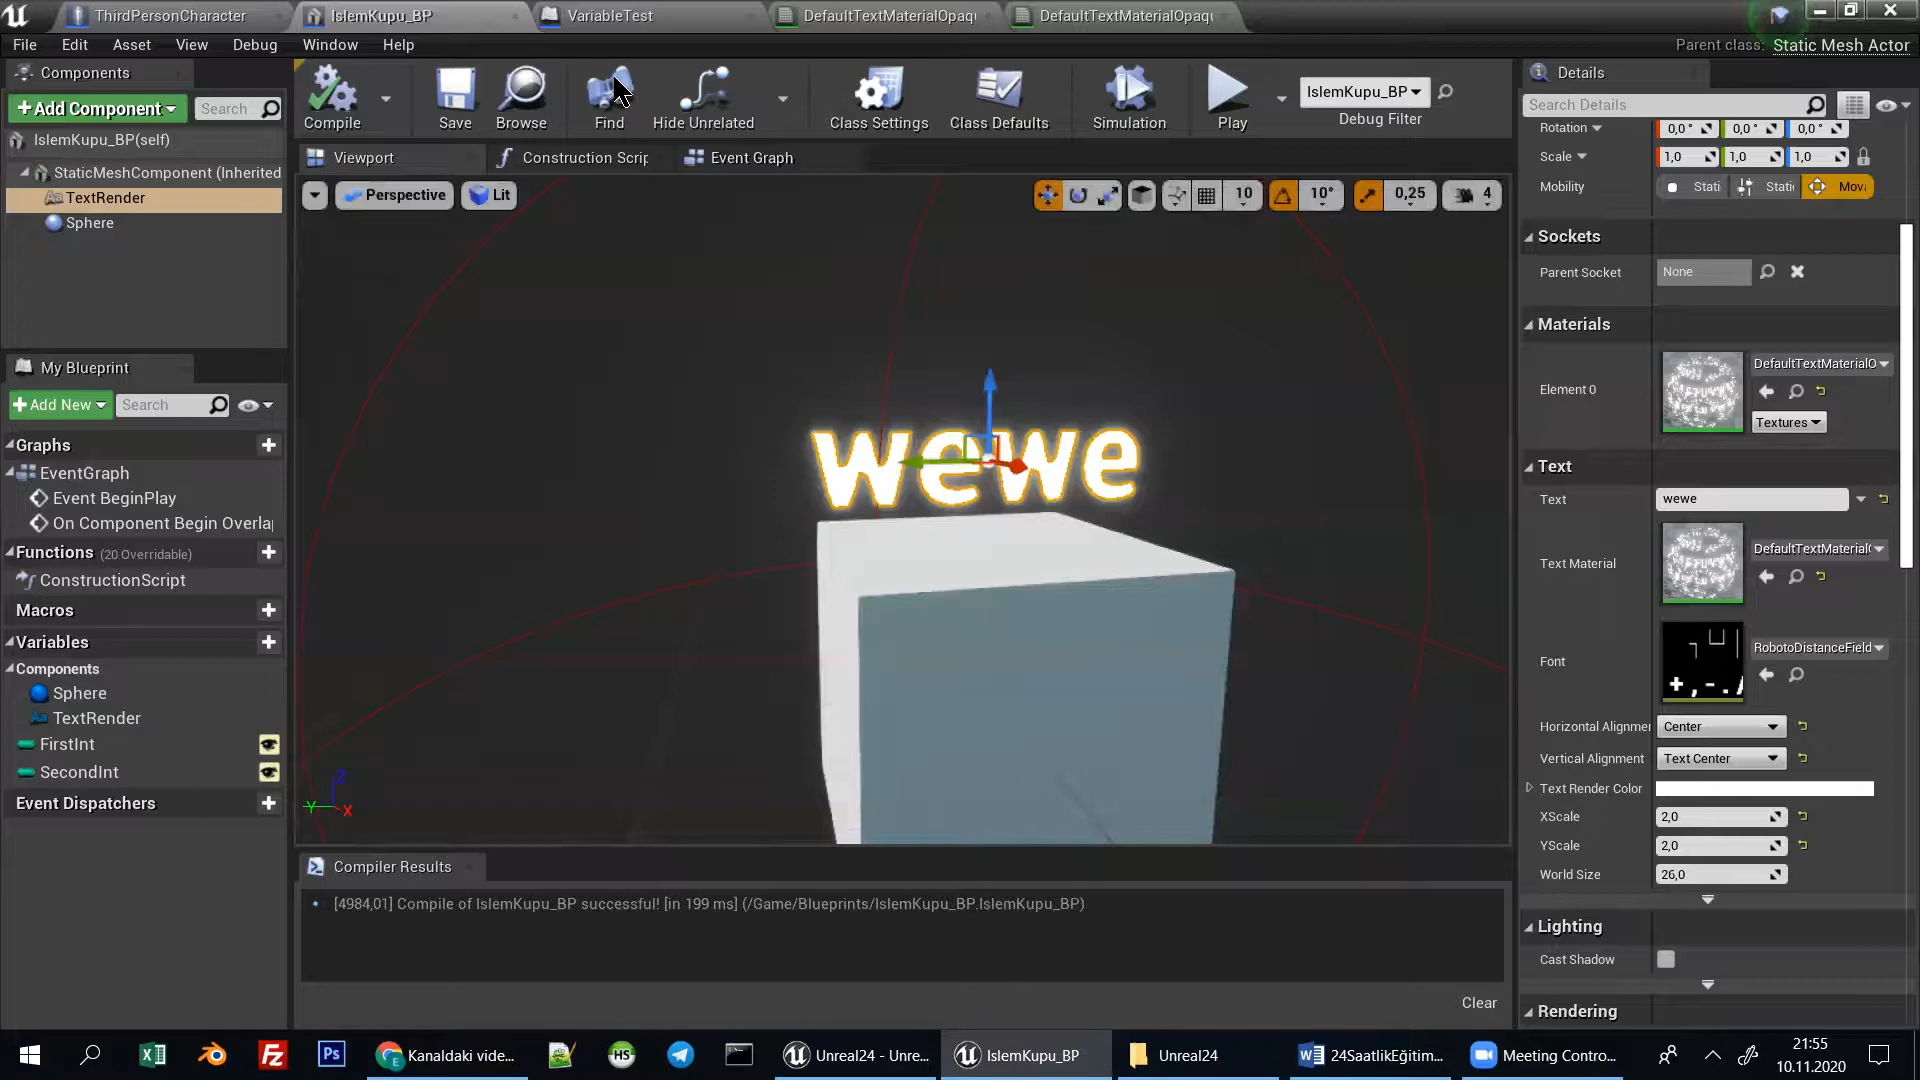 ThirdPersonCharacter
IslemKupu_BP
VariableTest
DefaultTextMaterialOpaq
DefaultTextMaterialOpaq
File Edit Asset View Debug Window Help
Parent class: Static Mesh Actor
Components
+Add Component
Search
IslemKupu_BP(self)
StaticMeshComponent (Inherited
TextRender
Sphere
Compile
Save
Browse
Find
Hide Unrelated
Class Settings
Class Defaults
Simulation
Play
IslemKupu_BP
Debug Filter
Viewport
Construction Scrip
Event Graph
Perspective
Lit
10
10°
0,25
4
wewe
Z
Y
X
My Blueprint
+Add New
Search
Graphs
EventGraph
Event BeginPlay
On Component Begin Overla
Functions (20 Overridable)
ConstructionScript
Macros
Variables
Components
Sphere
TextRender
FirstInt
SecondInt
Event Dispatchers
Compiler Results
[4984,01] Compile of IslemKupu_BP successful! [in 199 ms] (/Game/Blueprints/IslemKupu_BP.IslemKupu_BP)
Clear
Details
Search Details
Rotation 0,0° 0,0° 0,0°
Scale 1,0 1,0 1,0
Mobility Stati Static Mova
Sockets
Parent Socket None
Materials
Element 0
DefaultTextMaterialO
Textures
Text
Text wewe
Text Material
DefaultTextMaterial
Font
RobotoDistanceField
Horizontal Alignmen Center
Vertical Alignment Text Center
Text Render Color
XScale 2,0
YScale 2,0
World Size 26,0
Lighting
Cast Shadow
Rendering
Kanaldaki vide...
Unreal24 - Unre...
IslemKupu_BP
Unreal24
24SaatlikEğitim...
Meeting Contro...
21:55
10.11.2020